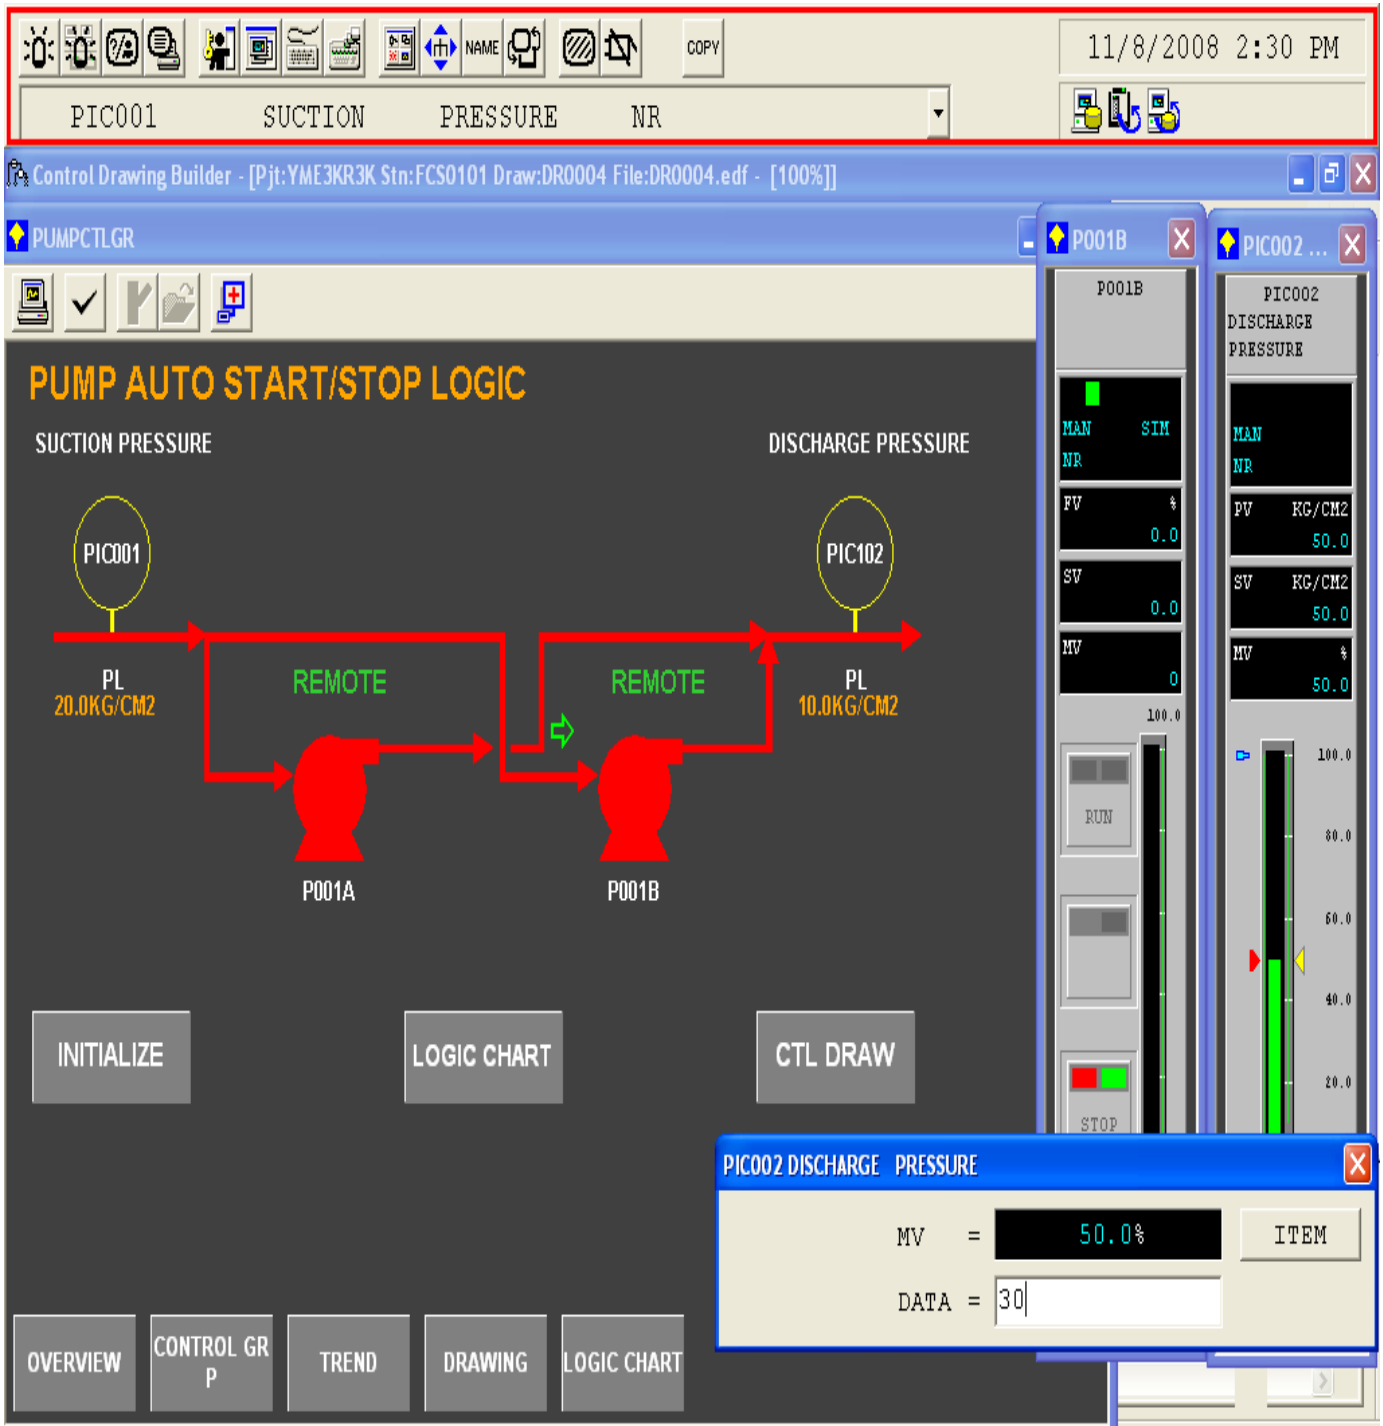 NAME
COPY
11/8/2008 2:30 PM
PIC001 SUCTION PRESSURE NR
Control Drawing Builder - [Pjt:YME3KR3K Stn:FCS0101 Draw:DR0004 File:DR0004.edf - [100%]]
PUMPCTLGR
P001B
PIC002 ...
P001B
PIC002
DISCHARGE
PRESSURE
PUMP AUTO START/STOP LOGIC
SUCTION PRESSURE
DISCHARGE PRESSURE
MAN SIM
NR
MAN
NR
PIC001
PIC102
FV %
0.0
PV KG/CM2
50.0
SV
0.0
SV KG/CM2
50.0
MV
0
MV %
50.0
PL
20.0KG/CM2
REMOTE
REMOTE
PL
10.0KG/CM2
100.0
RUN
STOP
100.0
80.0
60.0
40.0
20.0
P001A
P001B
INITIALIZE
LOGIC CHART
CTL DRAW
PIC002 DISCHARGE PRESSURE
MV = 50.0%
ITEM
DATA = 30
OVERVIEW
CONTROL GR
P
TREND
DRAWING
LOGIC CHART